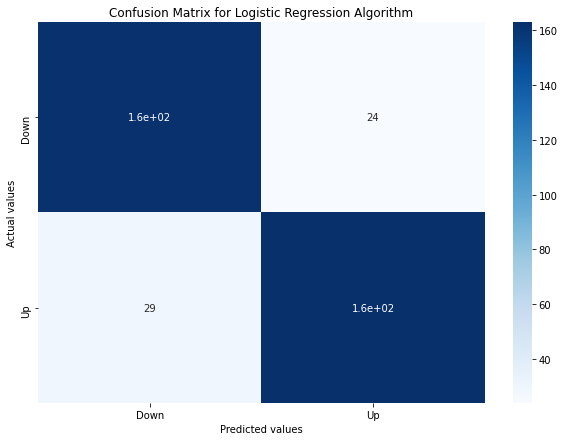 Confusion Matrix for Logistic Regression Algorithm
160
1.6e+02
24
140
Down
120
Actual values
100
80
29
1.6e+02
Up
60
40
Down
Up
Predicted values